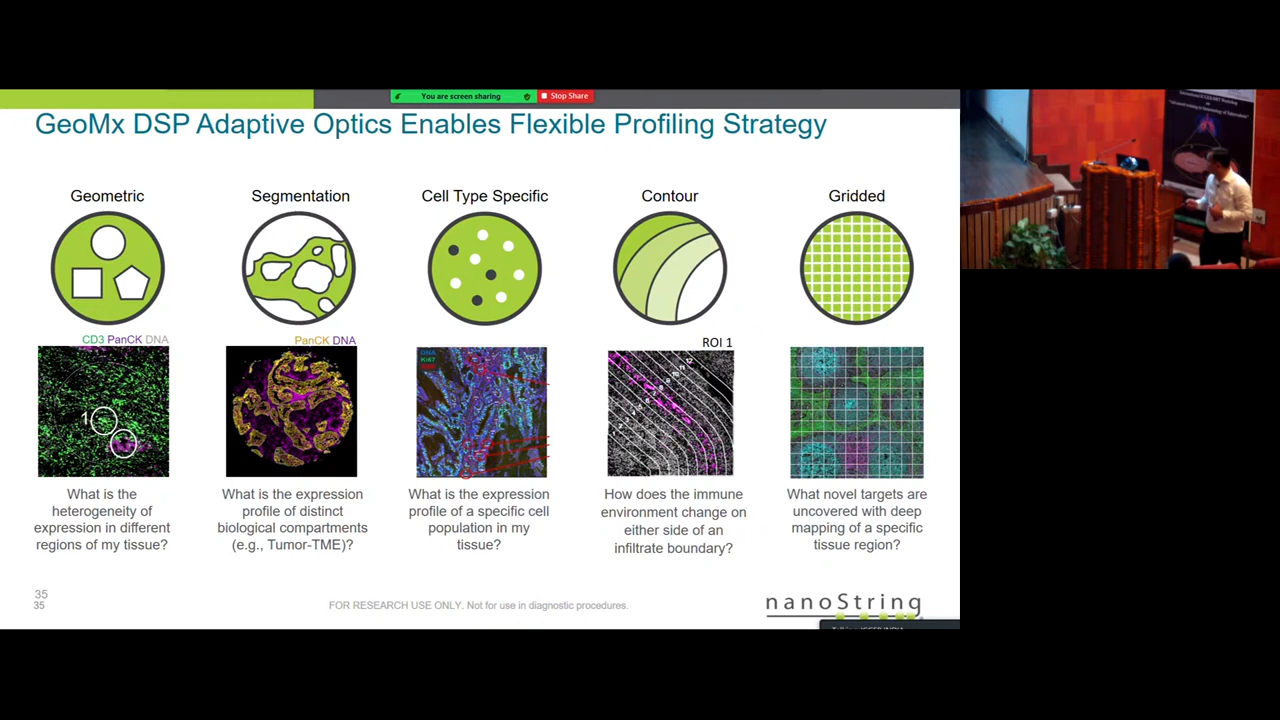 You are screen sharing
Stop Share
GeoMx DSP Adaptive Optics Enables Flexible Profiling Strategy
Geometric
Segmentation
Cell Type Specific
Contour
Gridded
CD3 PanCK DNA
PanCK DNA
DNA
Ki67
ROI 1
1
12
11
10
9
What is the
heterogeneity of
expression in different
regions of my tissue?
What is the expression
profile of distinct
biological compartments
(e.g., Tumor-TME)?
What is the expression
profile of a specific cell
population in my
tissue?
How does the immune
environment change on
either side of an
infiltrate boundary?
What novel targets are
uncovered with deep
mapping of a specific
tissue region?
35
35
FOR RESEARCH USE ONLY. Not for use in diagnostic procedures.
nanoString